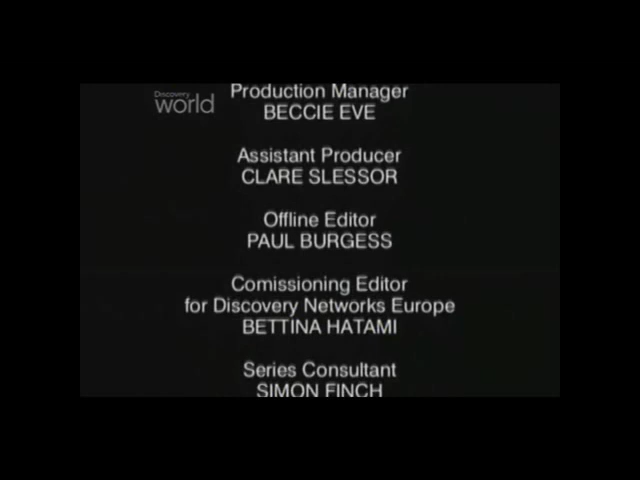 Discovery
world
Production Manager
BECCIE EVE
Assistant Producer
CLARE SLESSOR
Offline Editor
PAUL BURGESS
Comissioning Editor
for Discovery Networks Europe
BETTINA HATAMI
Series Consultant
SIMON FINCH